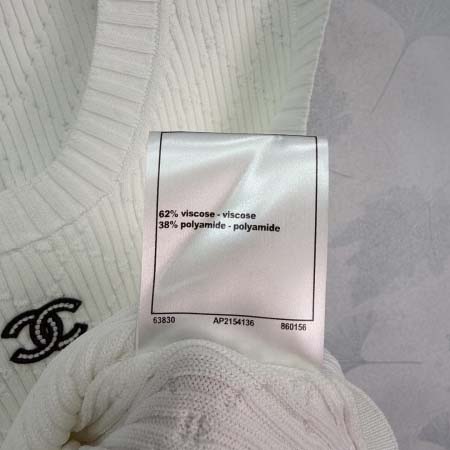 62% viscose - viscose
38% polyamide - polyamide
63830 AP2154136 860156